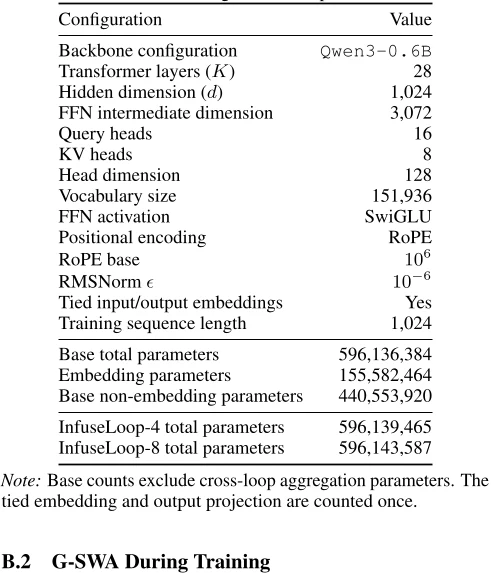 Configuration Value
Backbone configuration Qwen3-0.6B
Transformer layers (K) 28
Hidden dimension (d) 1,024
FFN intermediate dimension 3,072
Query heads 16
KV heads 8
Head dimension 128
Vocabulary size 151,936
FFN activation SwiGLU
Positional encoding RoPE
RoPE base 10⁶
RMSNorm ϵ 10⁻⁶
Tied input/output embeddings Yes
Training sequence length 1,024
Base total parameters 596,136,384
Embedding parameters 155,582,464
Base non-embedding parameters 440,553,920
InfuseLoop-4 total parameters 596,139,465
InfuseLoop-8 total parameters 596,143,587
Note: Base counts exclude cross-loop aggregation parameters. The
tied embedding and output projection are counted once.
B.2 G-SWA During Training